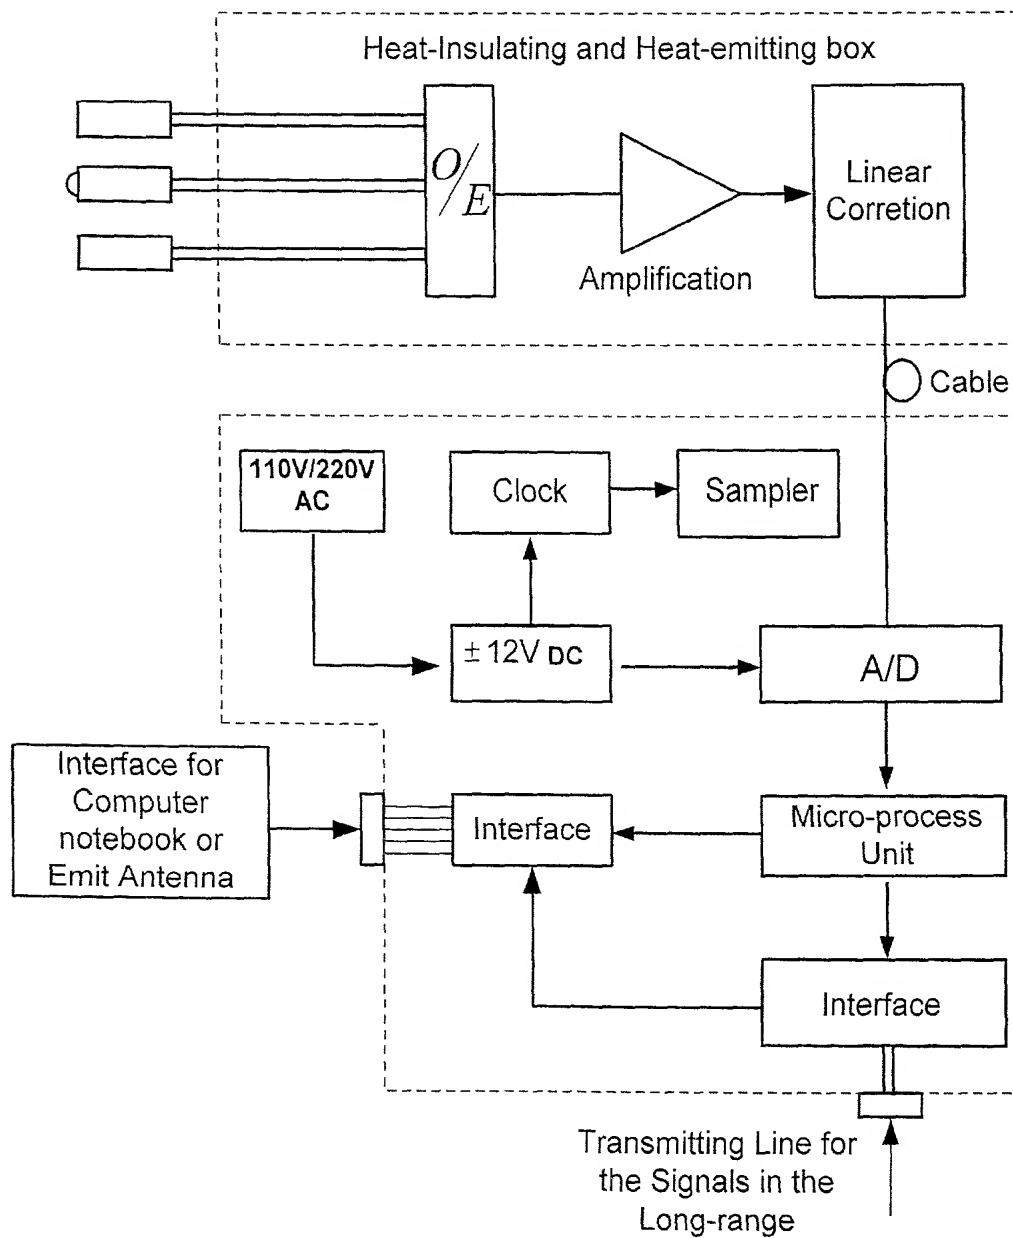 Heat-Insulating and Heat-emitting box
O/E
Linear
Corretion
Amplification
Cable
110V/220V
AC
Clock
Sampler
± 12V DC
A/D
Interface for
Computer
notebook or
Emit Antenna
Interface
Micro-process
Unit
Interface
Transmitting Line for
the Signals in the
Long-range